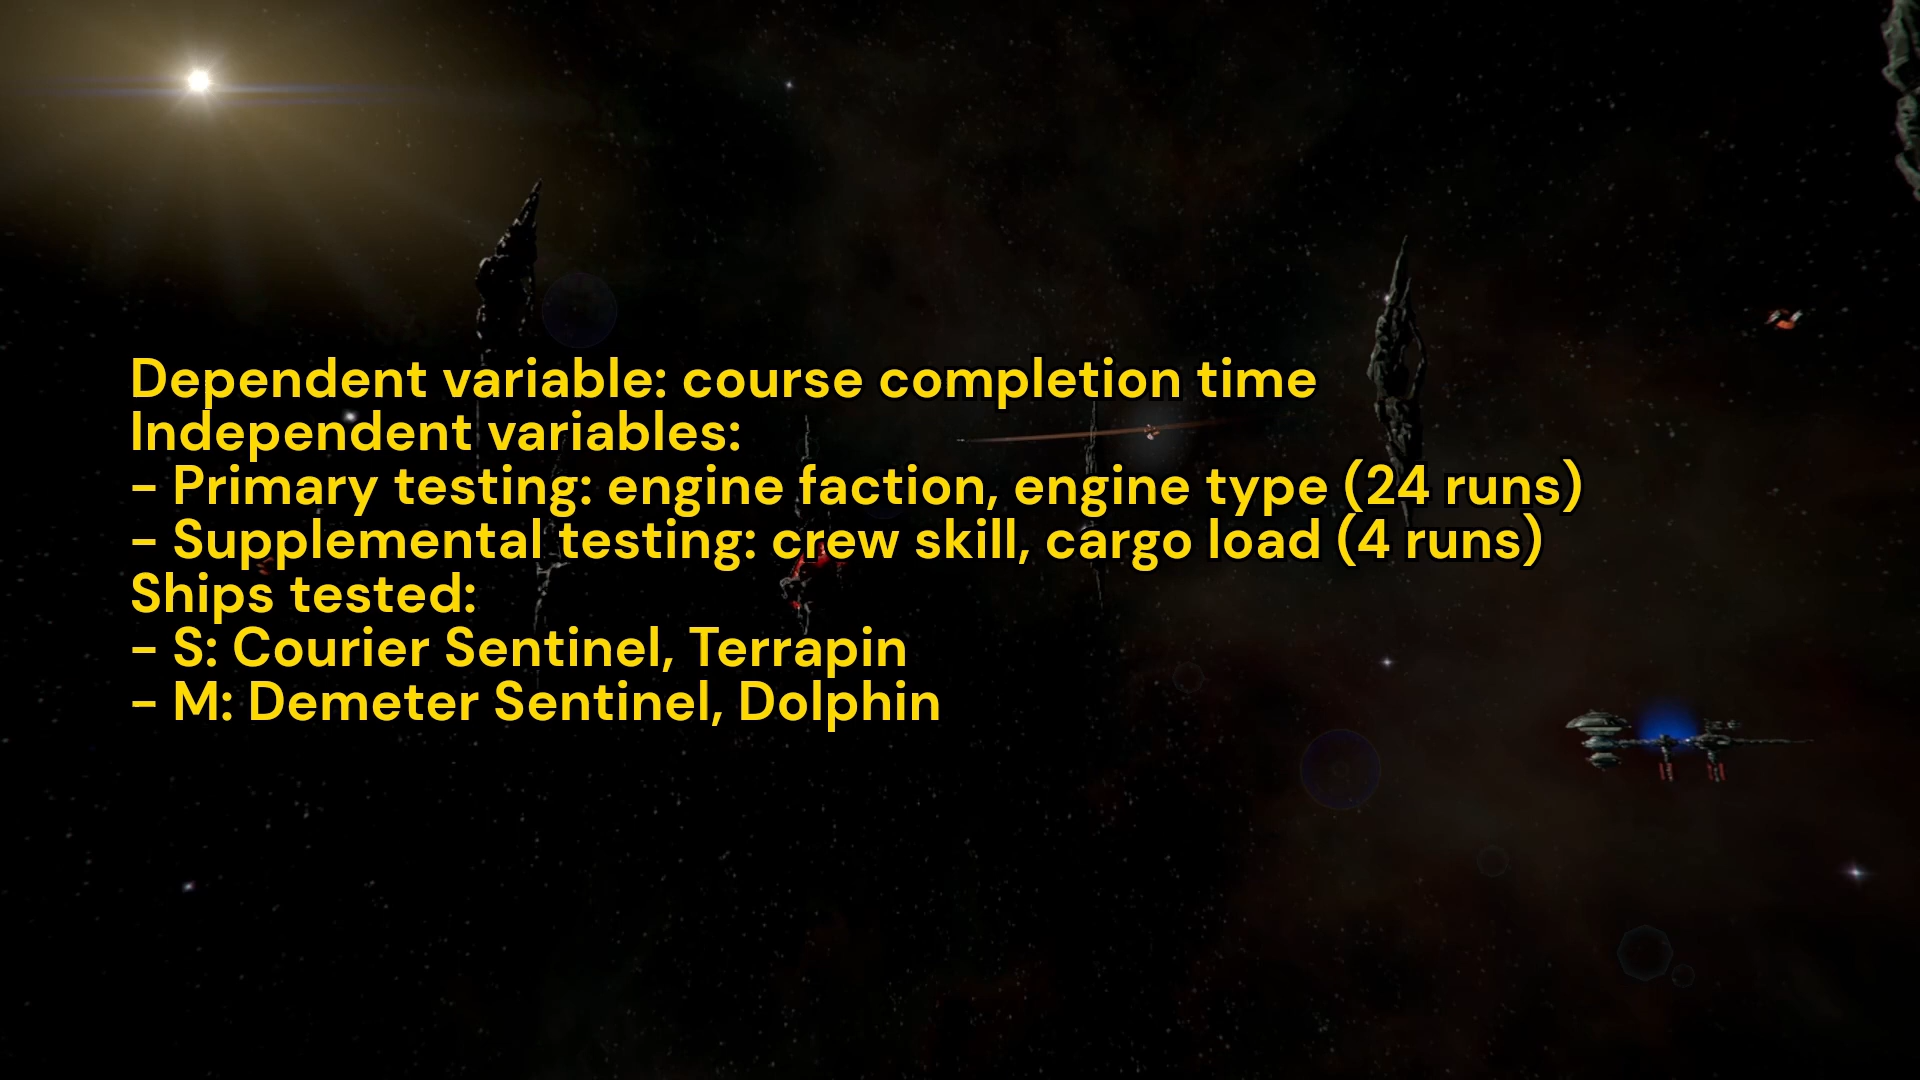 Dependent variable: course completion time
Independent variables:
- Primary testing: engine faction, engine type (24 runs)
- Supplemental testing: crew skill, cargo load (4 runs)
Ships tested:
- S: Courier Sentinel, Terrapin
- M: Demeter Sentinel, Dolphin